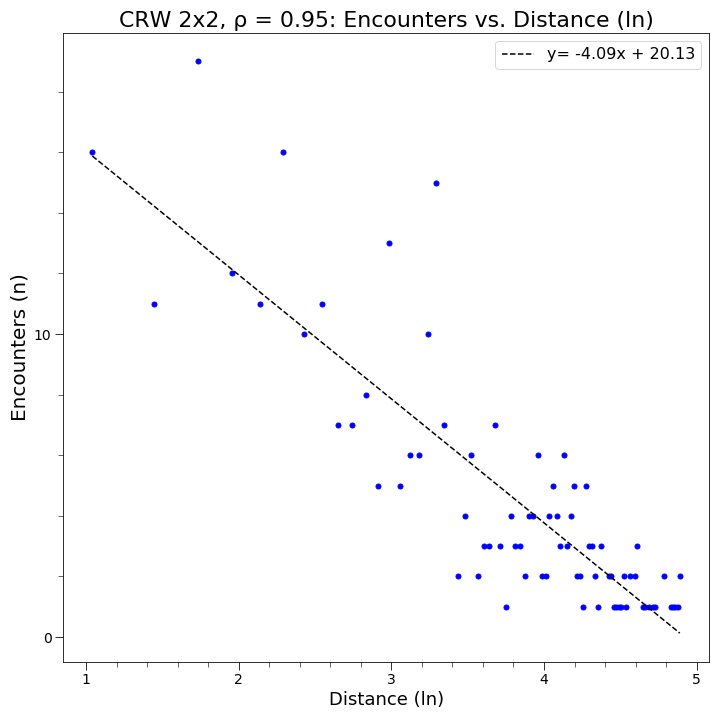 CRW 2x2, ρ = 0.95: Encounters vs. Distance (ln)
y= -4.09x + 20.13
Encounters (n)
10
0
1 2 3 4 5
Distance (ln)